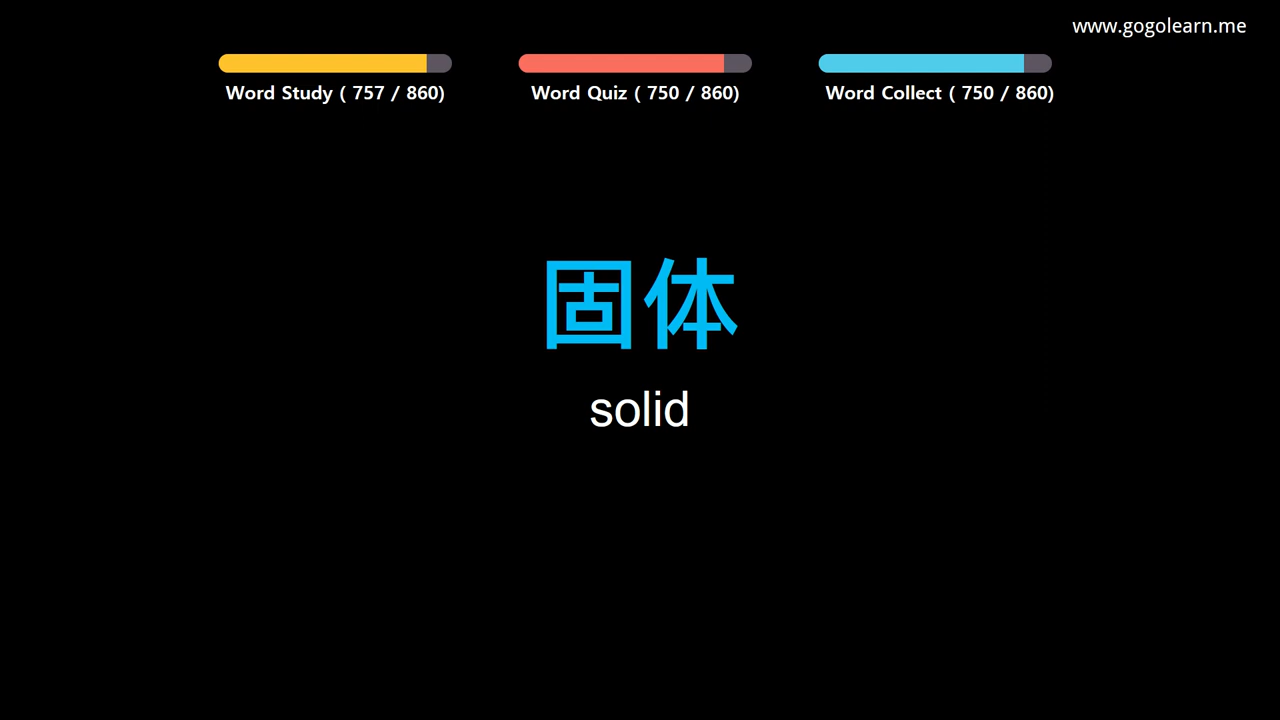 www.gogolearn.me
Word Study ( 757 / 860)
Word Quiz ( 750 / 860)
Word Collect ( 750 / 860)
固体
solid